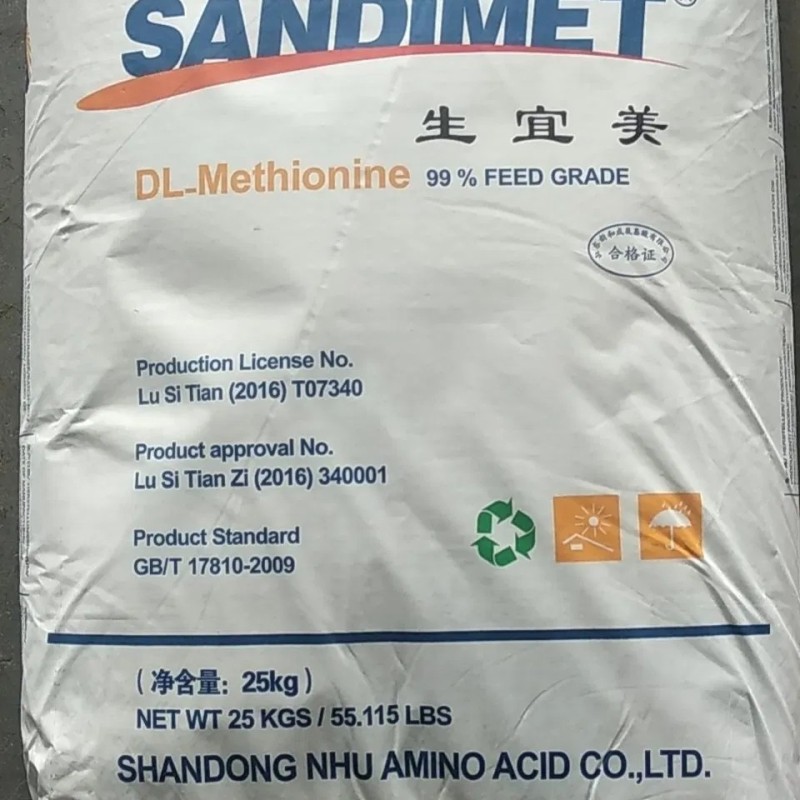 SANDIMET®
生宜美
DL-Methionine 99 % FEED GRADE
合格证
Production License No.
Lu Si Tian (2016) T07340
Product approval No.
Lu Si Tian Zi (2016) 340001
Product Standard
GB/T 17810-2009
(净含量: 25kg)
NET WT 25 KGS / 55.115 LBS
SHANDONG NHU AMINO ACID CO.,LTD.